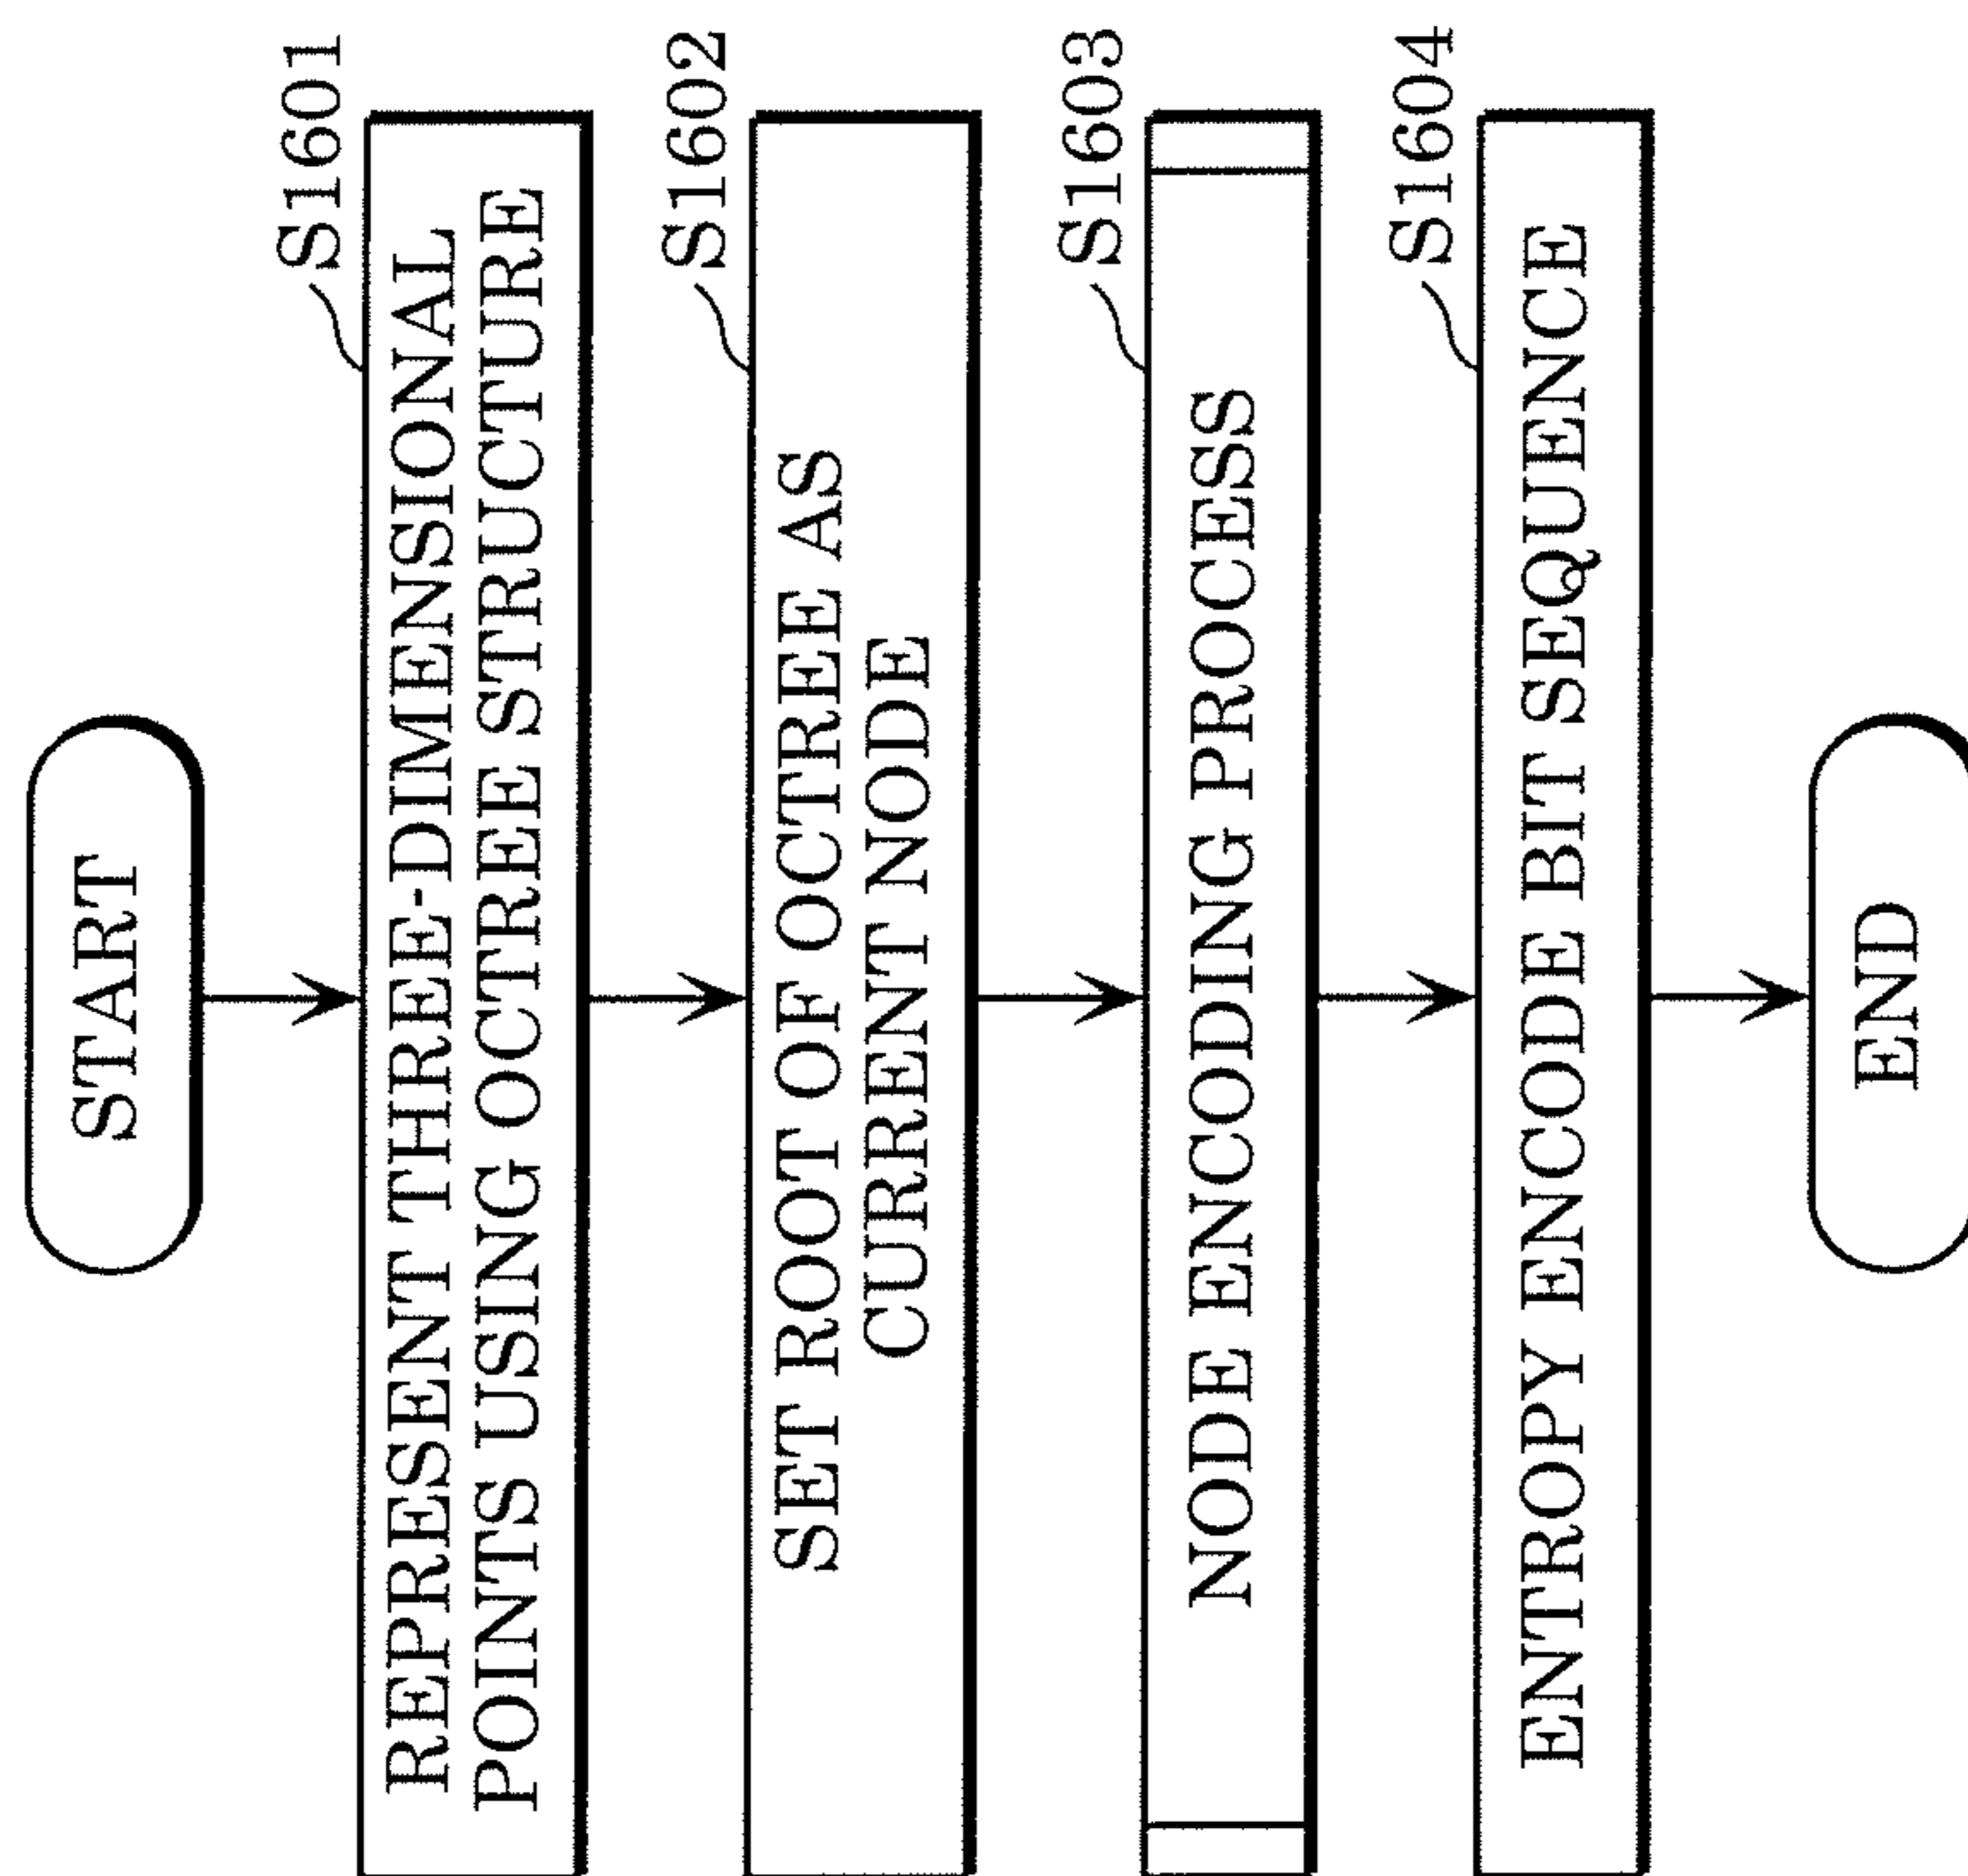 START
S1601
REPRESENT THREE-DIMENSIONAL
POINTS USING OCTREE STRUCTURE
S1602
SET ROOT OF OCTREE AS
CURRENT NODE
S1603
NODE ENCODING PROCESS
S1604
ENTROPY ENCODE BIT SEQUENCE
END